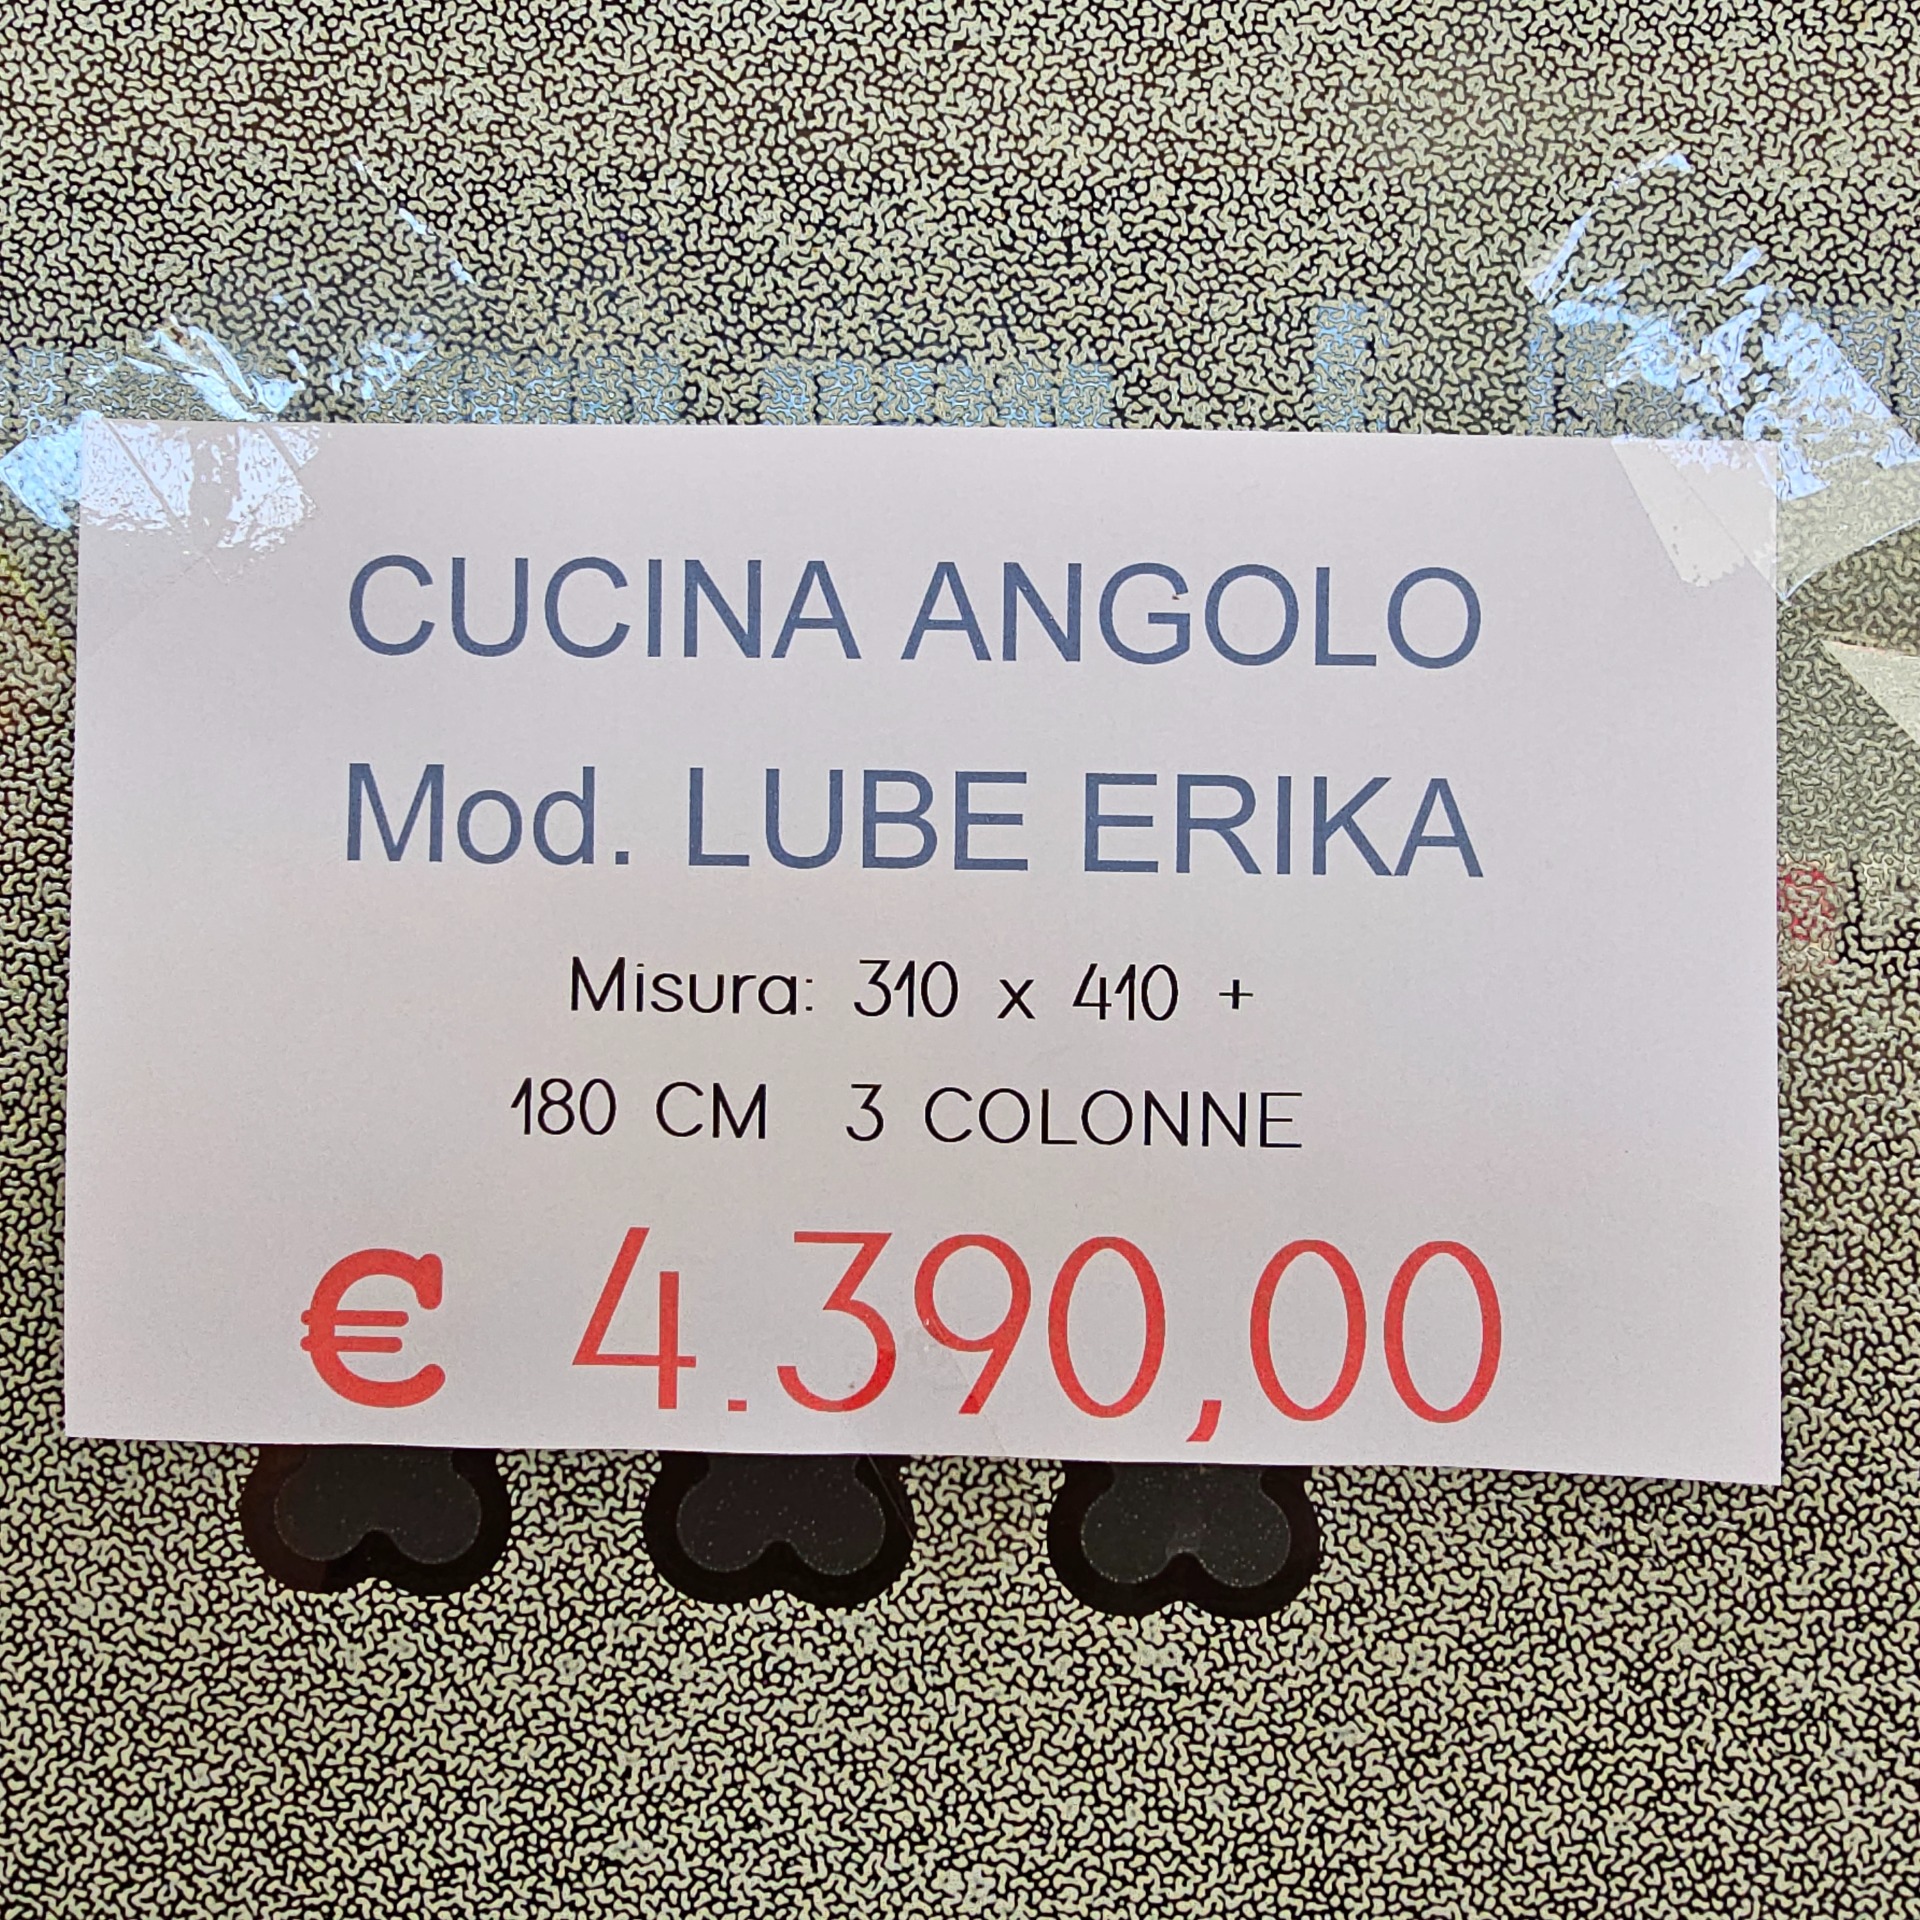 CUCINA ANGOLO
Mod. LUBE ERIKA
Misura: 310 x 410 +
180 CM 3 COLONNE
€ 4.390,00